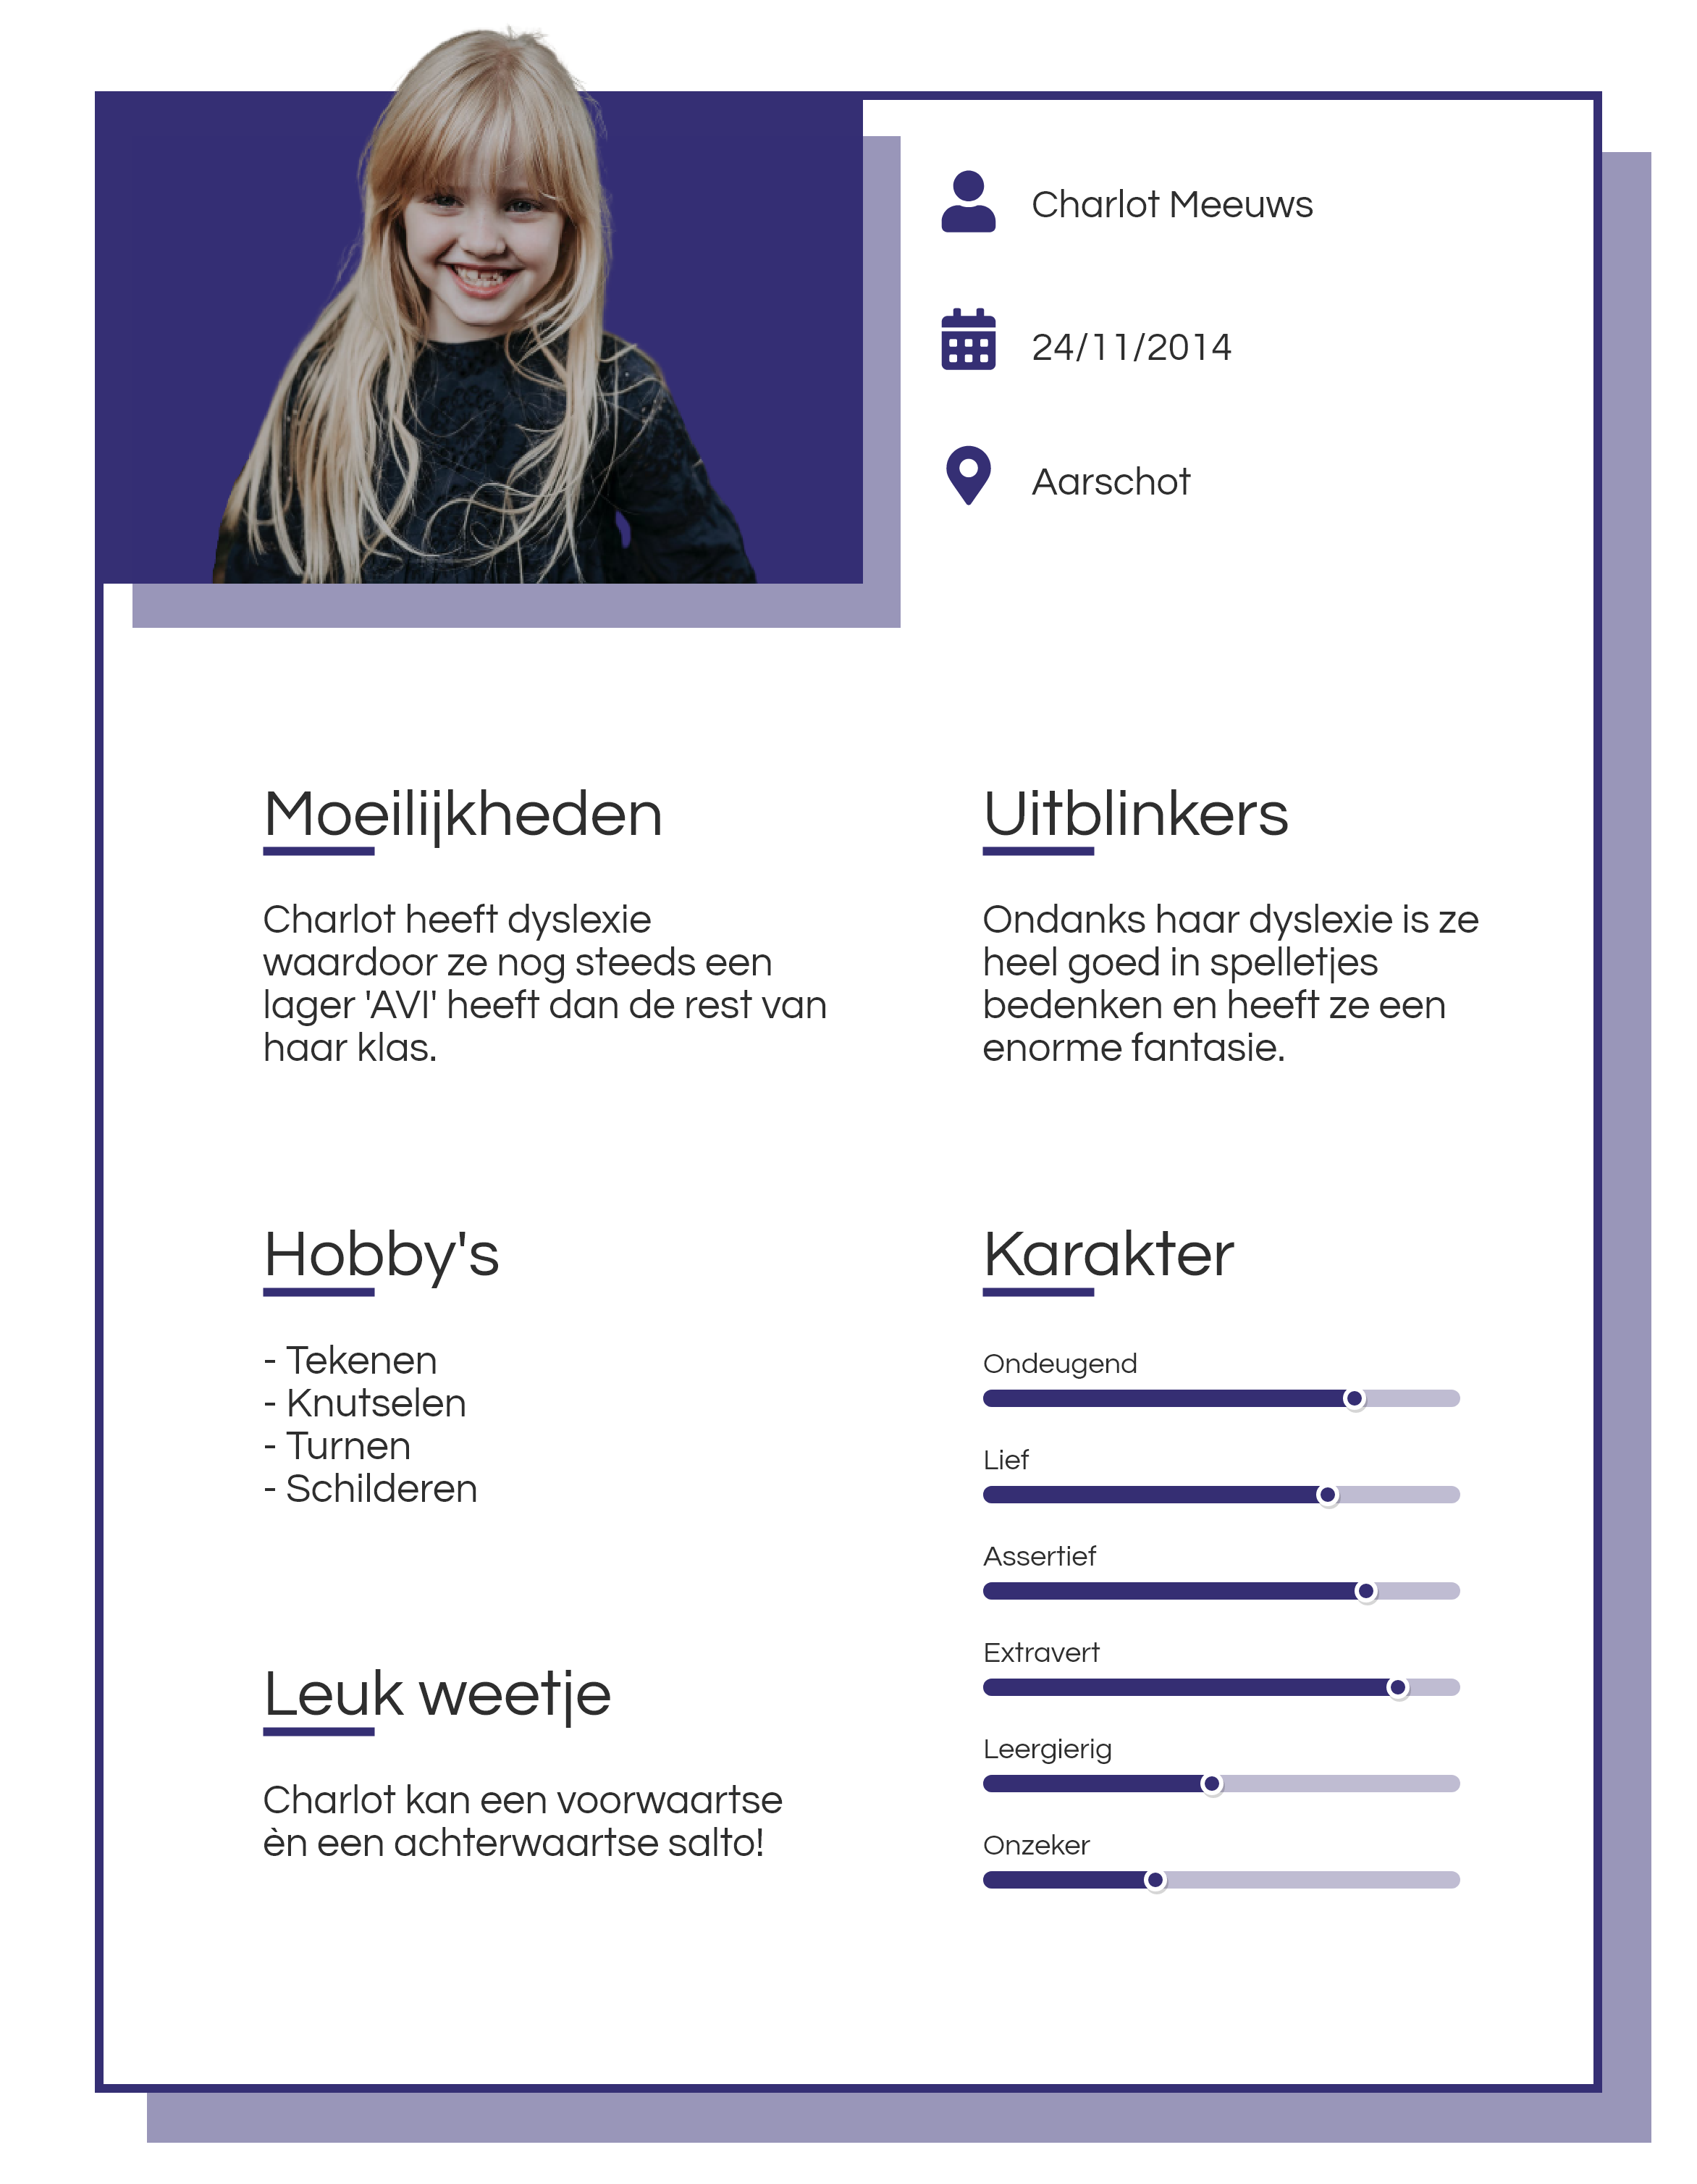 Charlot Meeuws
24/11/2014
Aarschot
Moeilijkheden
Charlot heeft dyslexie
waardoor ze nog steeds een
lager 'AVI' heeft dan de rest van
haar klas.
Uitblinkers
Ondanks haar dyslexie is ze
heel goed in spelletjes
bedenken en heeft ze een
enorme fantasie.
Hobby's
- Tekenen
- Knutselen
- Turnen
- Schilderen
Karakter
Ondeugend
Lief
Assertief
Extravert
Leergierig
Onzeker
Leuk weetje
Charlot kan een voorwaartse
èn een achterwaartse salto!